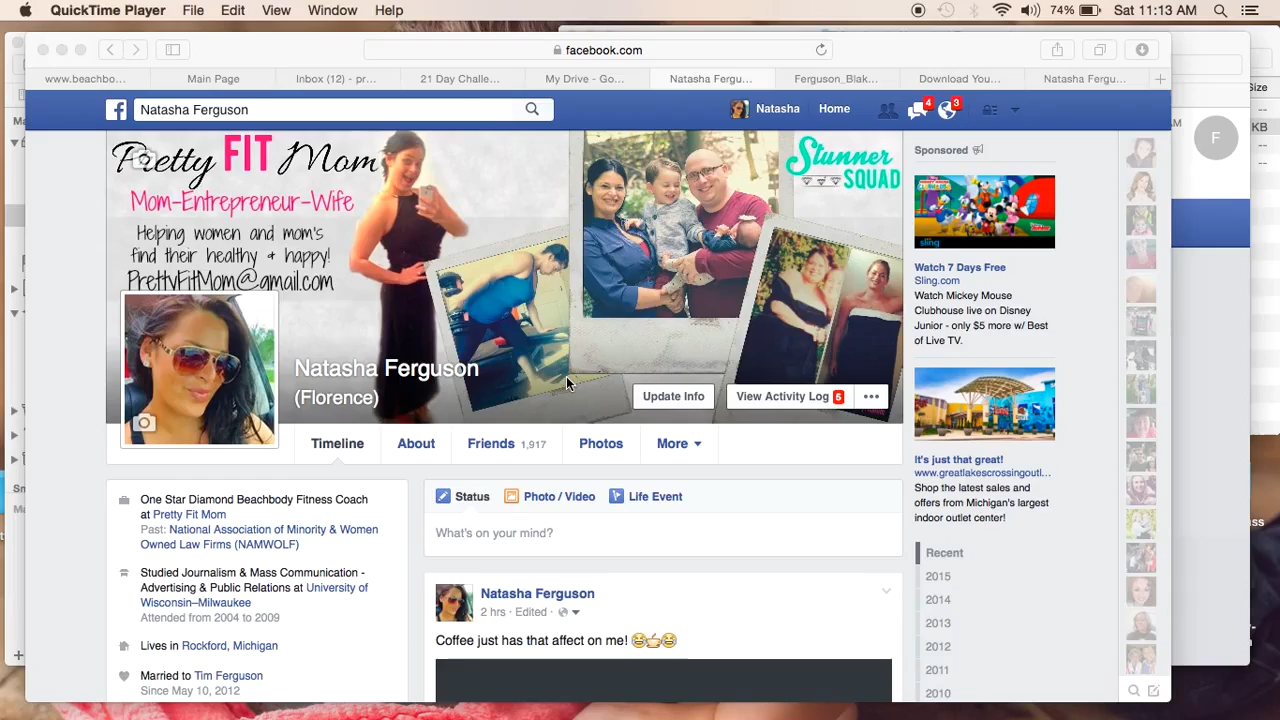 QuickTime Player File Edit View Window Help 74% Sat 11:13 AM
facebook.com
www.beachbo... Main Page Inbox (12) - pr... 21 Day Challe... My Drive - Go... Natasha Fergu... Ferguson_Blak... Download You... Natasha Fergu...
Natasha Ferguson
Natasha Home 4 3
Pretty FIT Mom
Mom-Entrepreneur-Wife
Helping women and mom's
find their healthy & happy!
PrettyFitMom@gmail.com
Stunner
SQUAD
Natasha Ferguson
(Florence)
Update Info View Activity Log 5
Timeline About Friends 1,917 Photos More
One Star Diamond Beachbody Fitness Coach
at Pretty Fit Mom
Past: National Association of Minority & Women
Owned Law Firms (NAMWOLF)
Studied Journalism & Mass Communication -
Advertising & Public Relations at University of
Wisconsin–Milwaukee
Attended from 2004 to 2009
Lives in Rockford, Michigan
Married to Tim Ferguson
Since May 10, 2012
Status Photo / Video Life Event
What's on your mind?
Natasha Ferguson
2 hrs · Edited ·
Coffee just has that affect on me! 😂☕😂
Sponsored
sling
Watch 7 Days Free
Sling.com
Watch Mickey Mouse
Clubhouse live on Disney
Junior - only $5 more w/ Best
of Live TV.
It's just that great!
www.greatlakescrossingoutl...
Shop the latest sales and
offers from Michigan's largest
indoor outlet center!
Recent
2015
2014
2013
2012
2011
2010
Size
KB
F